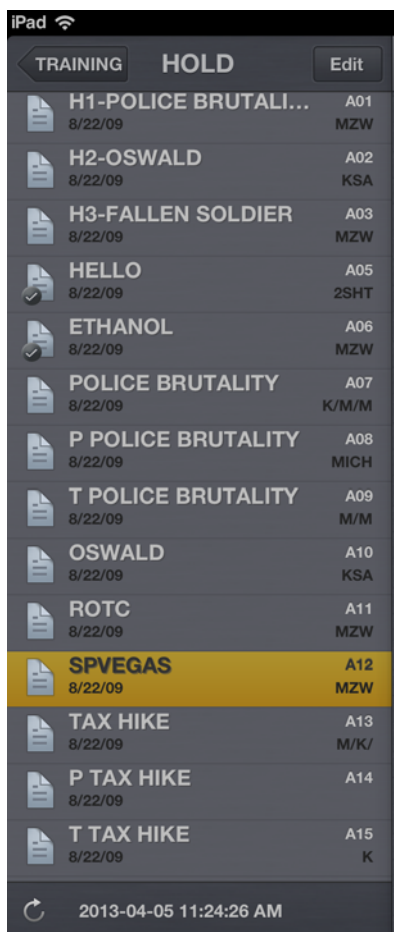 iPad
TRAINING HOLD Edit
H1-POLICE BRUTALI... A01
8/22/09 MZW
H2-OSWALD A02
8/22/09 KSA
H3-FALLEN SOLDIER A03
8/22/09 MZW
HELLO A05
8/22/09 2SHT
ETHANOL A06
8/22/09 MZW
POLICE BRUTALITY A07
8/22/09 K/M/M
P POLICE BRUTALITY A08
8/22/09 MICH
T POLICE BRUTALITY A09
8/22/09 M/M
OSWALD A10
8/22/09 KSA
ROTC A11
8/22/09 MZW
SPVEGAS A12
8/22/09 MZW
TAX HIKE A13
8/22/09 M/K/
P TAX HIKE A14
8/22/09
T TAX HIKE A15
8/22/09 K
2013-04-05 11:24:26 AM